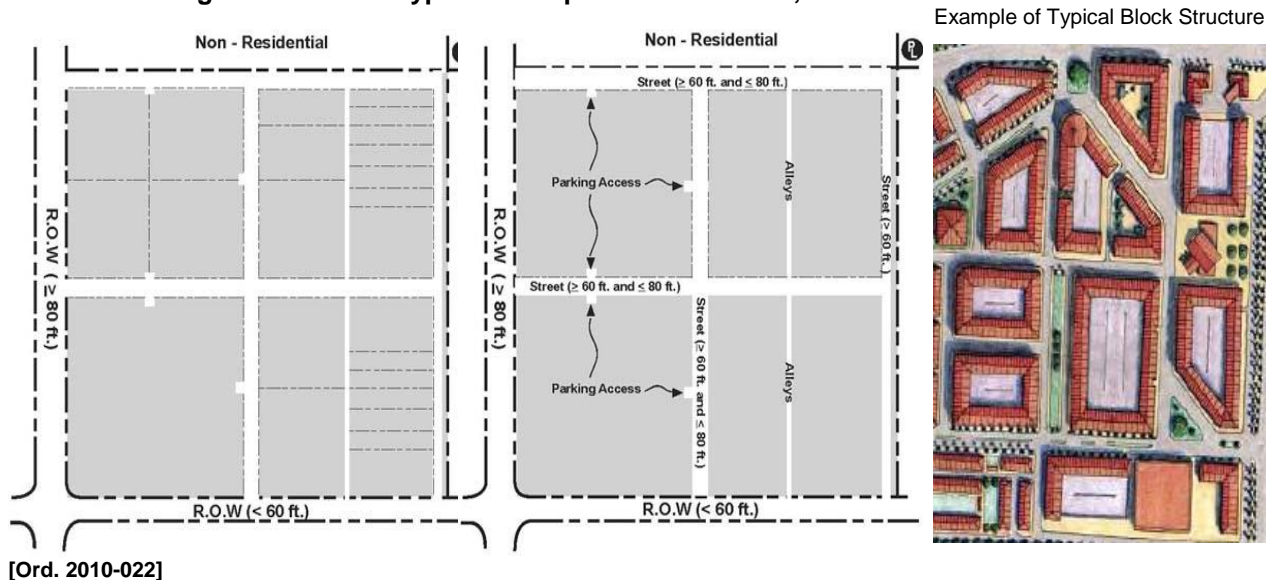 Example of Typical Block Structure
Non - Residential
R.O.W ( ≥ 80 ft.)
R.O.W (< 60 ft.)
Non - Residential
PL
Street (≥ 60 ft. and ≤ 80 ft.)
Parking Access
Alleys
Street (≥ 60 ft.)
R.O.W ( ≥ 80 ft.)
Street (≥ 60 ft. and ≤ 80 ft.)
Street (≥ 60 ft. and ≤ 80 ft.)
Parking Access
Alleys
R.O.W (< 60 ft.)
[Ord. 2010-022]